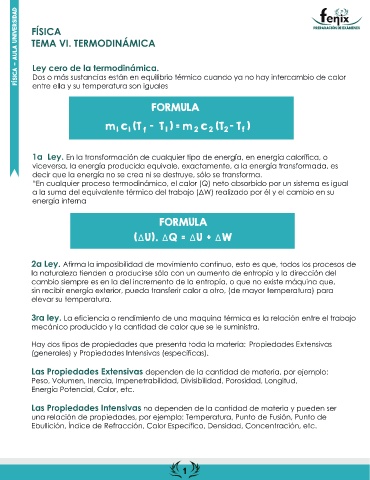 FÍSICA – AULA UNIVERSIDAD
fenix
PREPARACIÓN DE EXÁMENES
FÍSICA
TEMA VI. TERMODINÁMICA
Ley cero de la termodinámica.
Dos o más sustancias están en equilibrio térmico cuando ya no hay intercambio de calor
entre ella y su temperatura son iguales
FORMULA
m₁ c₁ (T f - T₁ ) = m₂ c₂ (T₂ - T f )
1a Ley. En la transformación de cualquier tipo de energía, en energía calorífica, o
viceversa, la energía producida equivale, exactamente, a la energía transformada, es
decir que la energía no se crea ni se destruye, sólo se transforma.
"En cualquier proceso termodinámico, el calor (Q) neto absorbido por un sistema es igual
a la suma del equivalente térmico del trabajo (ΔW) realizado por él y el cambio en su
energía interna
FORMULA
(ΔU). ΔQ = ΔU + ΔW
2a Ley. Afirma la imposibilidad de movimiento continuo, esto es que, todos los procesos de
la naturaleza tienden a producirse sólo con un aumento de entropía y la dirección del
cambio siempre es en la del incremento de la entropía, o que no existe máquina que,
sin recibir energía exterior, pueda transferir calor a otro, (de mayor temperatura) para
elevar su temperatura.
3ra ley. La eficiencia o rendimiento de una maquina térmica es la relación entre el trabajo
mecánico producido y la cantidad de calor que se le suministra.
Hay dos tipos de propiedades que presenta toda la materia: Propiedades Extensivas
(generales) y Propiedades Intensivas (específicas).
Las Propiedades Extensivas dependen de la cantidad de materia, por ejemplo:
Peso, Volumen, Inercia, Impenetrabilidad, Divisibilidad, Porosidad, Longitud,
Energía Potencial, Calor, etc.
Las Propiedades Intensivas no dependen de la cantidad de materia y pueden ser
una relación de propiedades, por ejemplo: Temperatura, Punto de Fusión, Punto de
Ebullición, Índice de Refracción, Calor Especifico, Densidad, Concentración, etc.
1